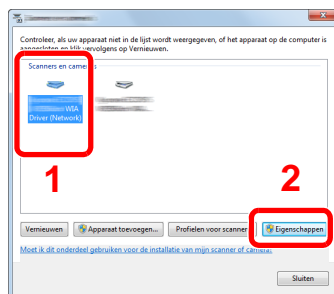 Controleer, als uw apparaat niet in de lijst wordt weergegeven, of het apparaat op de computer is
aangesloten en klik vervolgens op Vernieuwen.
Scanners en camera's
WIA
Driver (Network)
1
2
Vernieuwen
Apparaat toevoegen...
Profielen voor scanner
Eigenschappen
Moet ik dit onderdeel gebruiken voor de installatie van mijn scanner of camera?
Sluiten